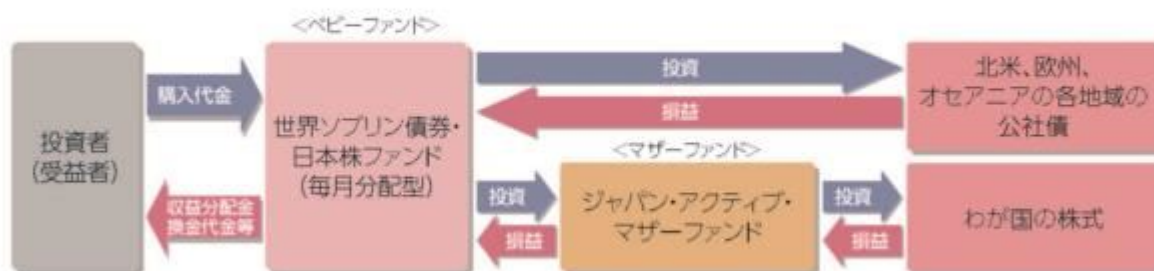 <ベビーファンド>
投資者
(受益者)
購入代金
収益分配金
換金代金等
世界ソブリン債券・
日本株ファンド
(毎月分配型)
投資
損益
北米、欧州、
オセアニアの各地域の
公社債
<マザーファンド>
投資
損益
ジャパン・アクティブ・
マザーファンド
投資
損益
わが国の株式